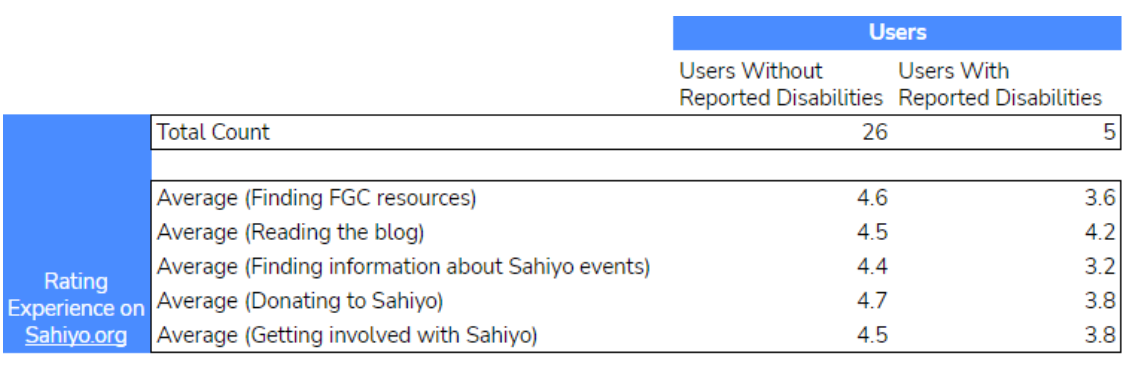 Users
Users Without Users With
Reported Disabilities Reported Disabilities
Total Count 26 5
Average (Finding FGC resources) 4.6 3.6
Average (Reading the blog) 4.5 4.2
Average (Finding information about Sahiyo events) 4.4 3.2
Average (Donating to Sahiyo) 4.7 3.8
Average (Getting involved with Sahiyo) 4.5 3.8
Rating
Experience on
Sahiyo.org